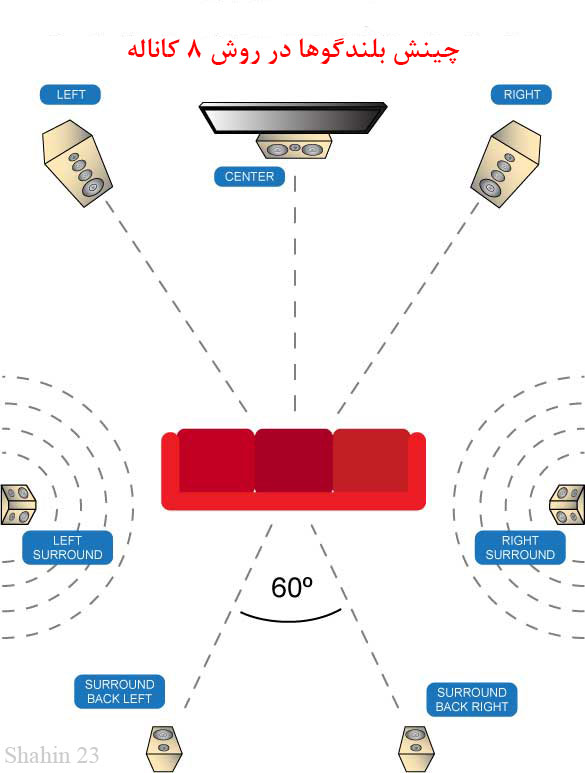 چینش بلندگوها در روش ۸ کاناله
LEFT
RIGHT
CENTER
LEFT
SURROUND
RIGHT
SURROUND
60º
SURROUND
BACK LEFT
SURROUND
BACK RIGHT
Shahin 23